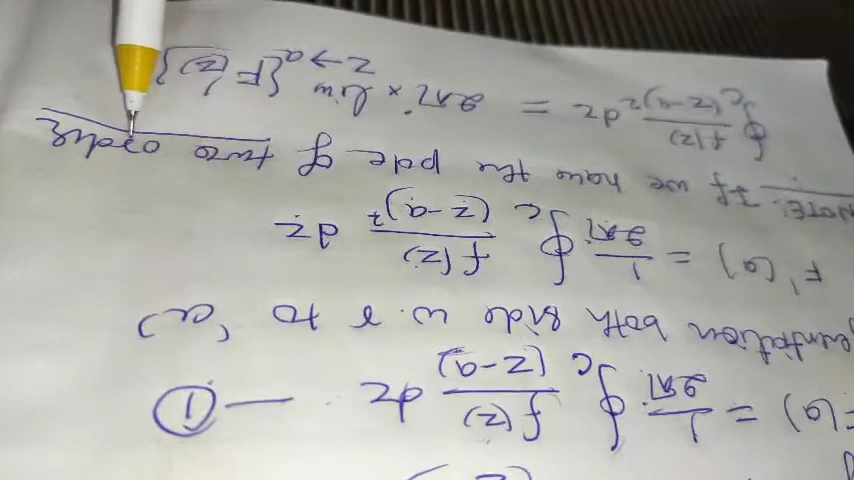 F(a) = 1/2πi ∮c f(z)/(z-a) dz — ①
both side w.r to 'a'
F'(a) = 1/2πi ∮c f(z)/(z-a)² dz
NOTE: If we have the pole of two order
∮c f(z)/(z-a)² dz = 2πi × lim z→a {F'(z)}